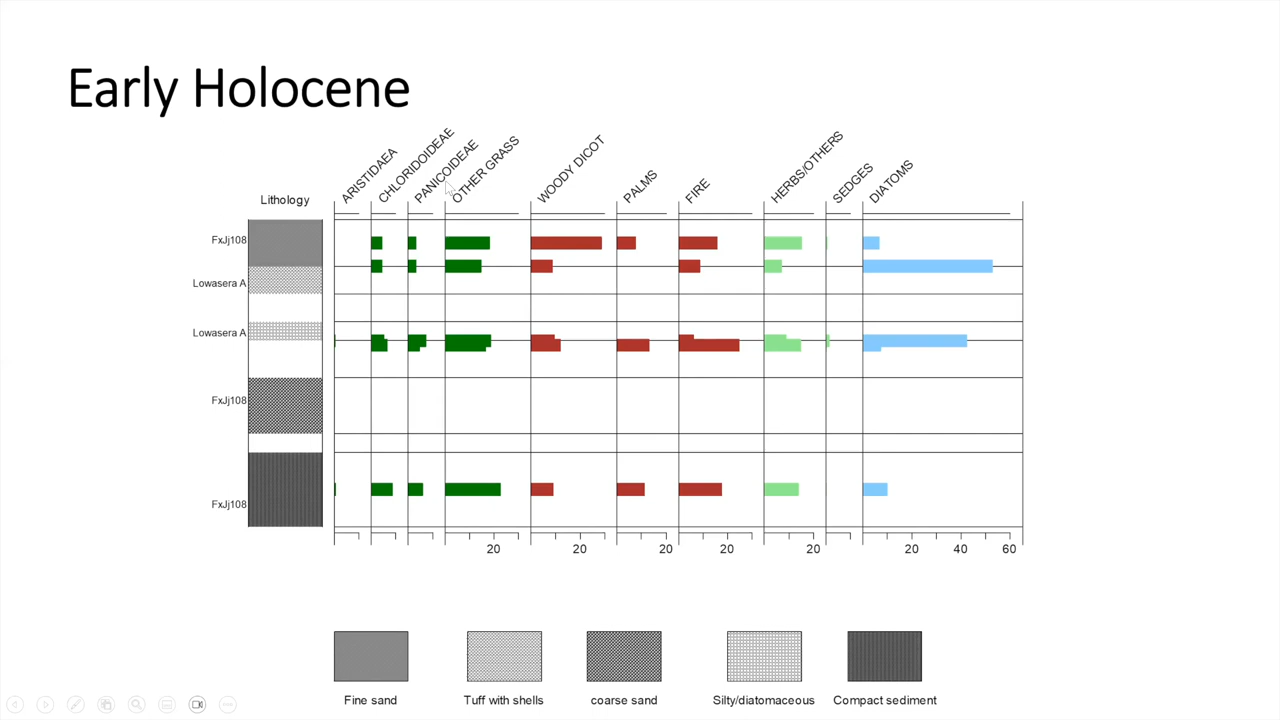 Early Holocene
ARISTIDAEA
CHLORIDOIDEAE
PANICOIDEAE
OTHER GRASS
WOODY DICOT
PALMS
FIRE
HERBS/OTHERS
SEDGES
DIATOMS
Lithology
FxJj108
Lowasera A
Lowasera A
FxJj108
FxJj108
20 20 20 20 20 20 40 60
Fine sand Tuff with shells coarse sand Silty/diatomaceous Compact sediment